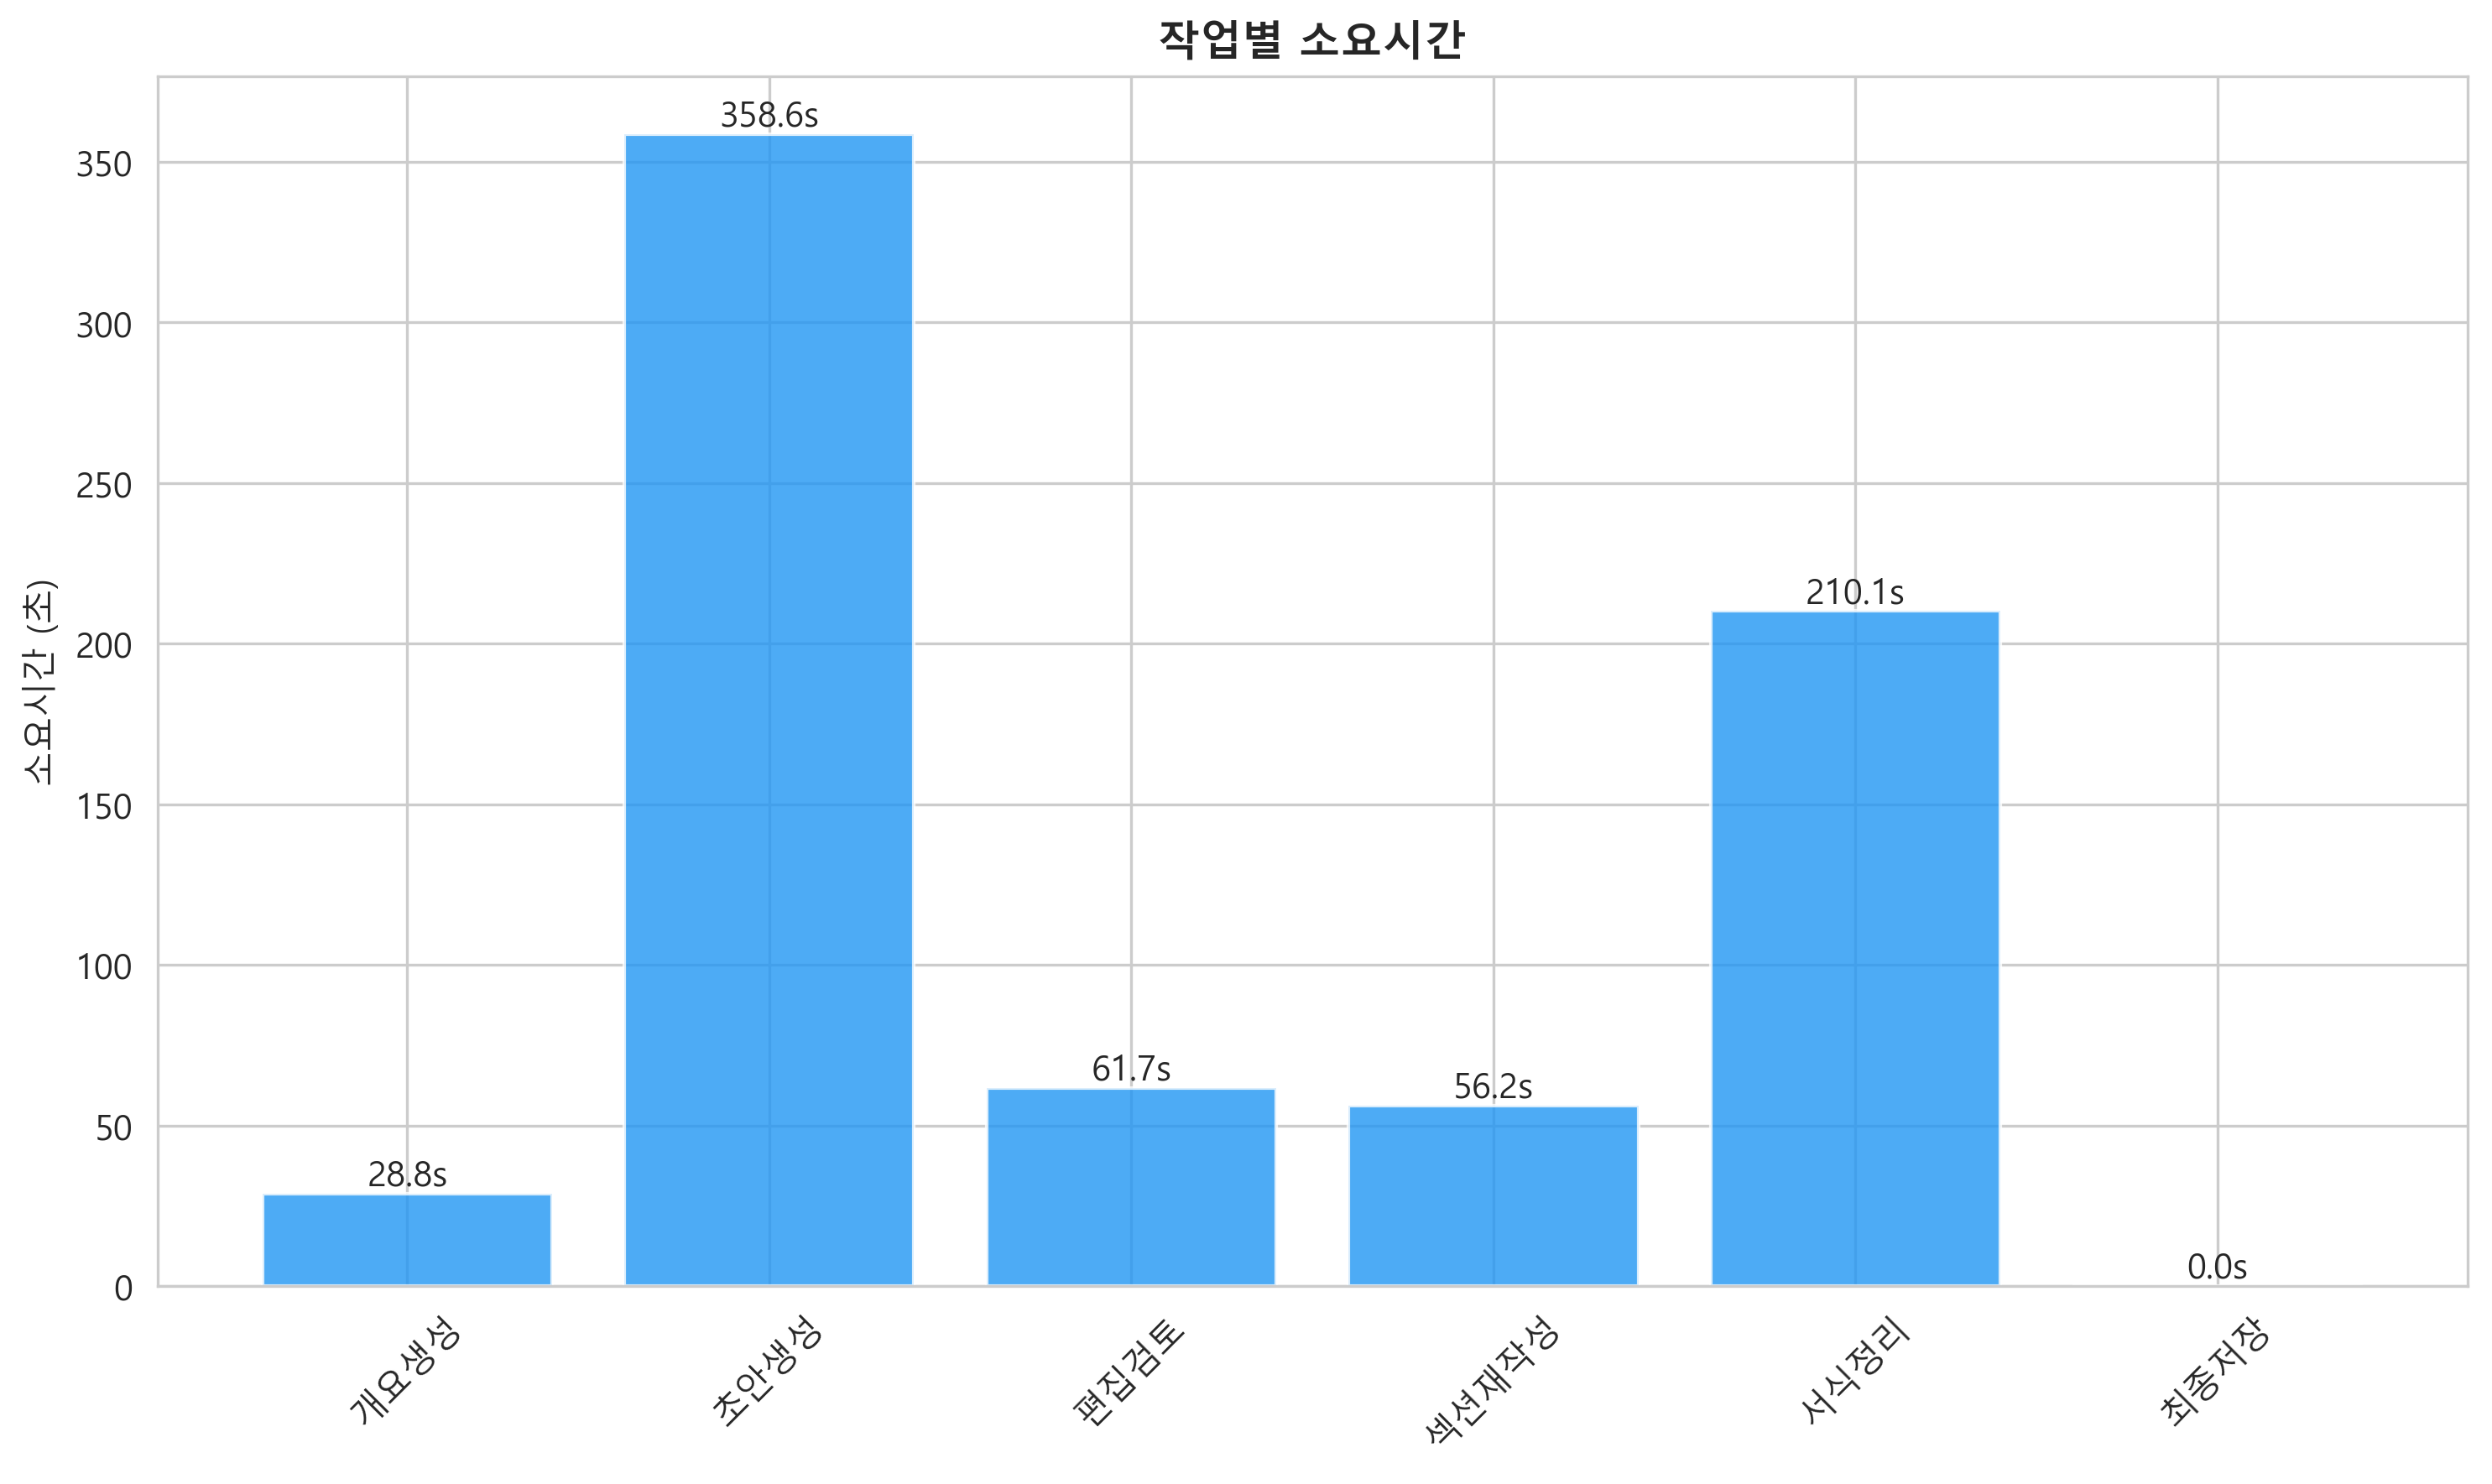 작업별 소요시간
소요시간 (초)
350
300
250
200
150
100
50
0
28.8s
358.6s
61.7s
56.2s
210.1s
0.0s
개요생성
초안생성
편집검토
섹션재작성
서식정리
최종저장